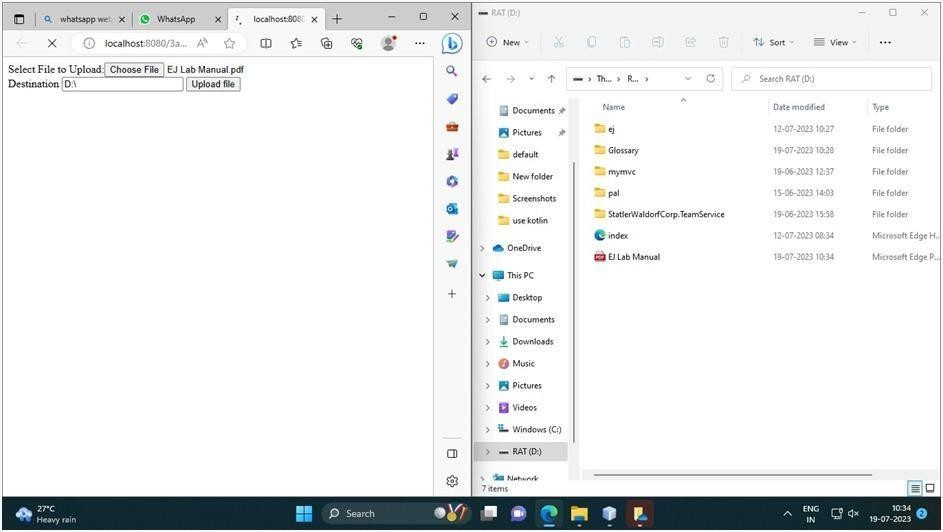 whatsapp web
WhatsApp
localhost:8080
localhost:8080/3a...
Select File to Upload: Choose File EJ Lab Manual.pdf
Destination D:\ Upload file
RAT (D:)
New
Sort
View
Th...
R...
Search RAT (D:)
Documents
Pictures
default
New folder
Screenshots
use kotlin
OneDrive
This PC
Desktop
Documents
Downloads
Music
Pictures
Videos
Windows (C:)
RAT (D:)
Network
Name Date modified Type
ej 12-07-2023 10:27 File folder
Glossary 19-07-2023 10:28 File folder
mymvc 19-06-2023 12:37 File folder
pal 15-06-2023 14:03 File folder
StatlerWaldorfCorp.TeamService 19-06-2023 15:58 File folder
index 12-07-2023 08:34 Microsoft Edge H...
EJ Lab Manual 19-07-2023 10:34 Microsoft Edge P...
7 items
27°C
Heavy rain
Search
ENG
IN
10:34
19-07-2023
2